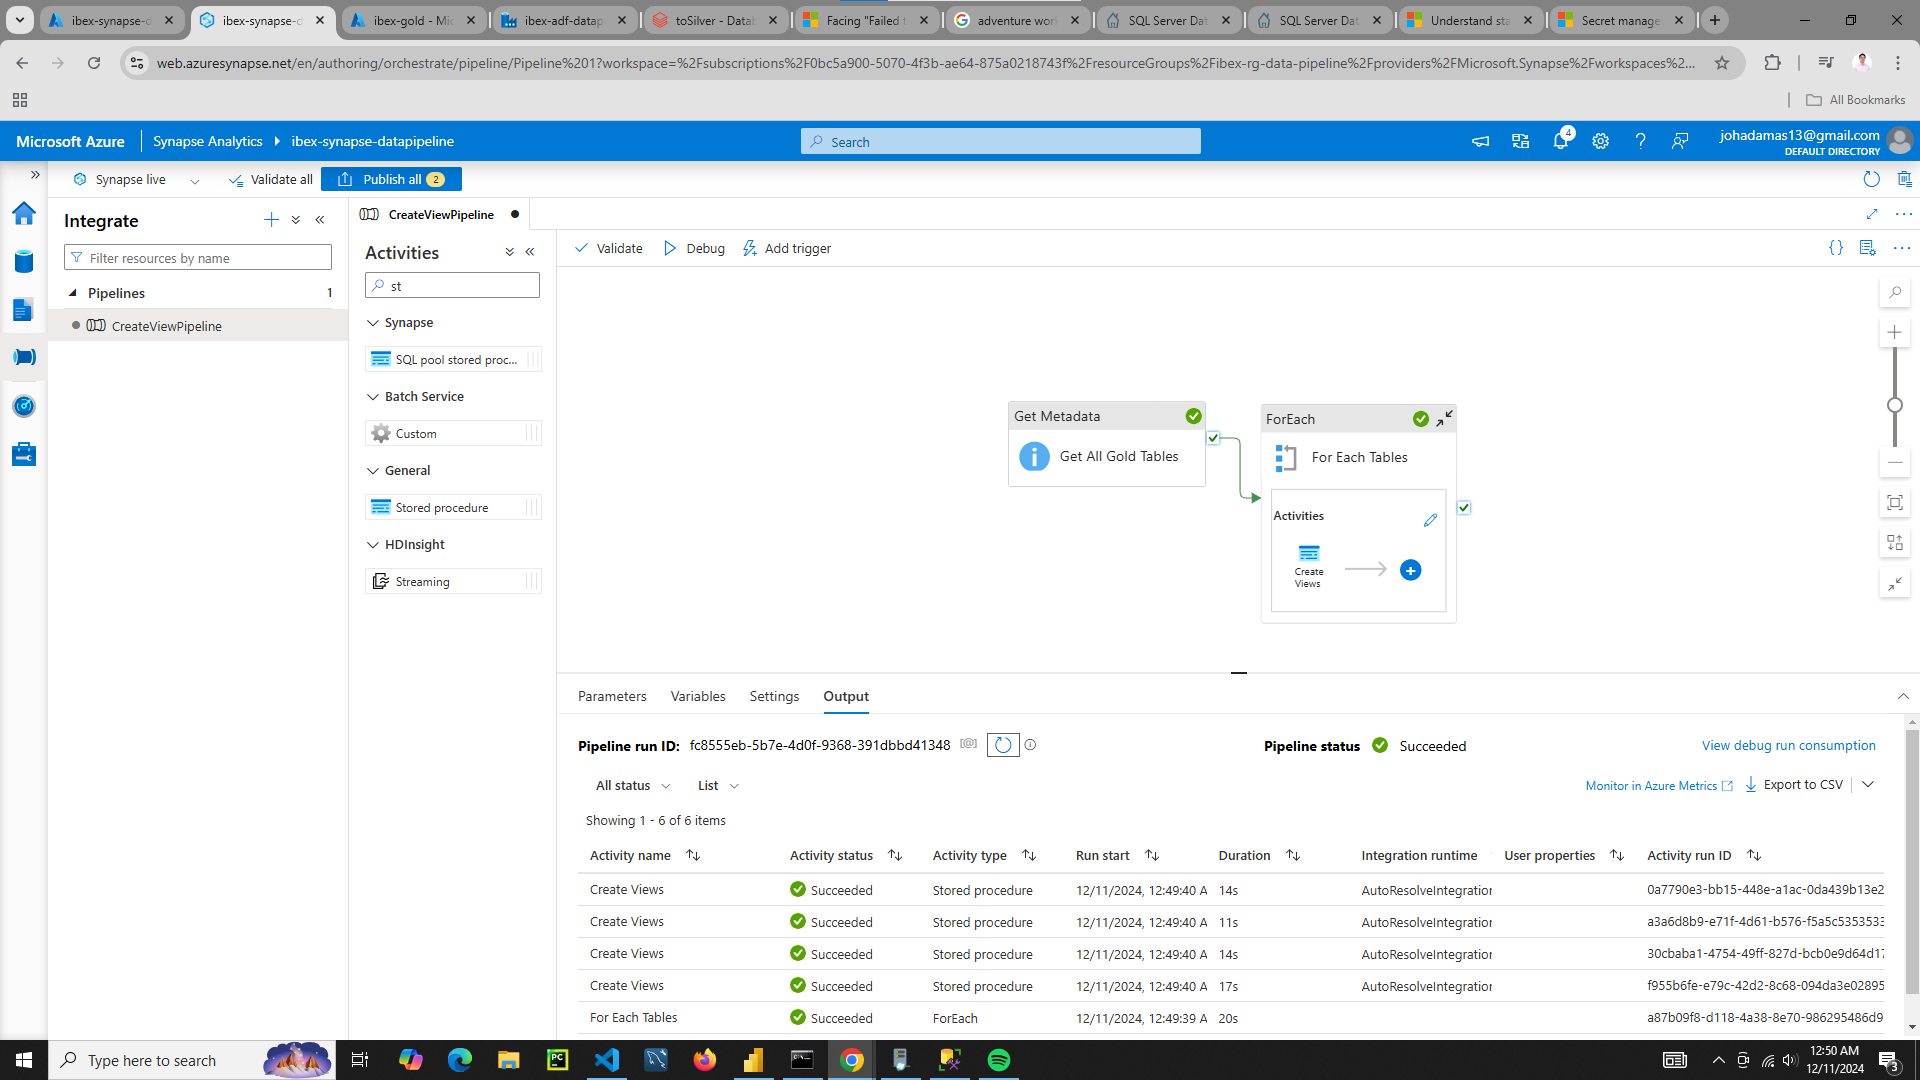 ibex-synapse-d
ibex-synapse-d
ibex-gold - Mic
ibex-adf-datap
toSilver - Datab
Facing "Failed t
adventure work
SQL Server Dat
SQL Server Dat
Understand sta
Secret manage
web.azuresynapse.net/en/authoring/orchestrate/pipeline/Pipeline%201?workspace=%2Fsubscriptions%2F0bc5a900-5070-4f3b-ae64-875a0218743f%2FresourceGroups%2Fibex-rg-data-pipeline%2Fproviders%2FMicrosoft.Synapse%2Fworkspaces%2...
All Bookmarks
Microsoft Azure
Synapse Analytics
ibex-synapse-datapipeline
Search
4
johadamas13@gmail.com
DEFAULT DIRECTORY
Synapse live
Validate all
Publish all 2
Integrate
Filter resources by name
Pipelines 1
CreateViewPipeline
CreateViewPipeline
Activities
st
Synapse
SQL pool stored proc...
Batch Service
Custom
General
Stored procedure
HDInsight
Streaming
Validate
Debug
Add trigger
{}
Get Metadata
Get All Gold Tables
ForEach
For Each Tables
Activities
Create
Views
Parameters Variables Settings Output
Pipeline run ID: fc8555eb-5b7e-4d0f-9368-391dbbd41348 [@]
Pipeline status Succeeded
View debug run consumption
All status
List
Monitor in Azure Metrics
Export to CSV
Showing 1 - 6 of 6 items
Activity name Activity status Activity type Run start Duration Integration runtime User properties Activity run ID
Create Views Succeeded Stored procedure 12/11/2024, 12:49:40 A 14s AutoResolveIntegration 0a7790e3-bb15-448e-a1ac-0da439b13e2
Create Views Succeeded Stored procedure 12/11/2024, 12:49:40 A 11s AutoResolveIntegration a3a6d8b9-e71f-4d61-b576-f5a5c5353533
Create Views Succeeded Stored procedure 12/11/2024, 12:49:40 A 14s AutoResolveIntegration 30cbaba1-4754-49ff-827d-bcb0e9d64d17
Create Views Succeeded Stored procedure 12/11/2024, 12:49:40 A 17s AutoResolveIntegration f955b6fe-e79c-42d2-8c68-094da3e02895
For Each Tables Succeeded ForEach 12/11/2024, 12:49:39 A 20s a87b09f8-d118-4a38-8e70-986295486d9
Type here to search
PC
12:50 AM
12/11/2024
3